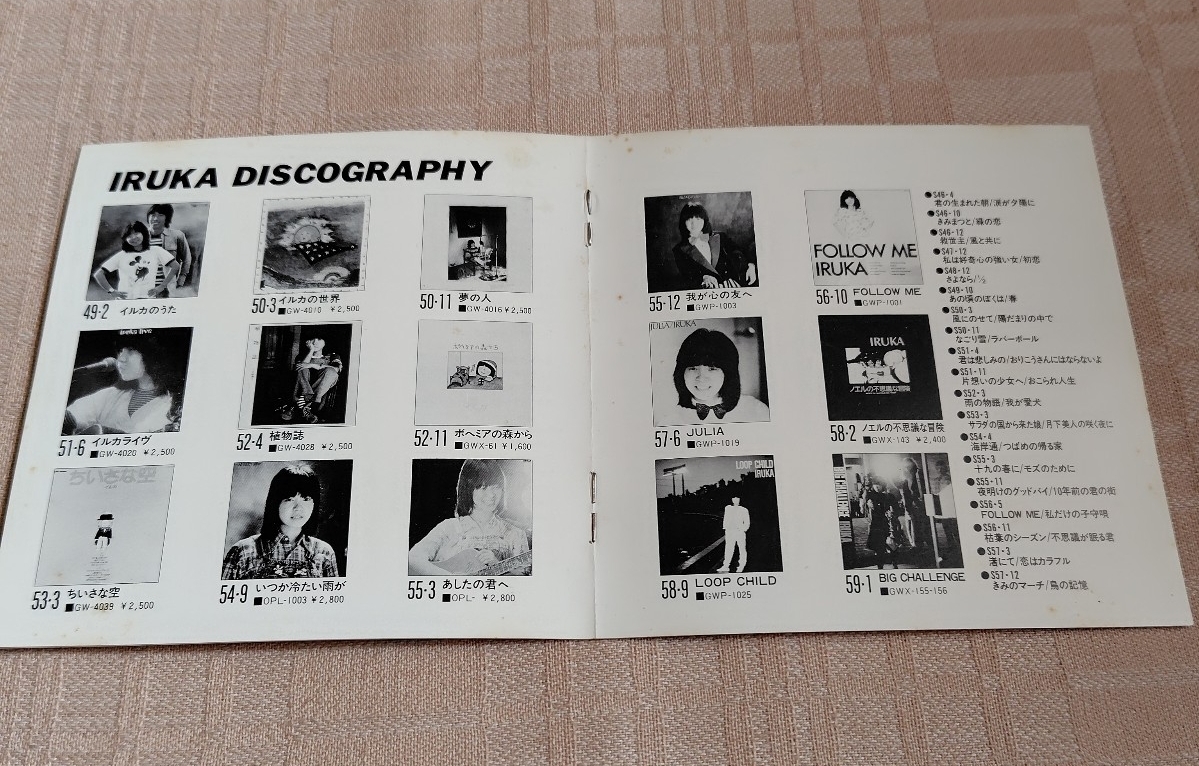 IRUKA DISCOGRAPHY
49·2 イルカのうた
50·3 イルカの世界
■GW-4010 ¥2,500
50·11 夢の人
■GW-4016 ¥2,500
iruka live
51·6 イルカライヴ
■GW-4020 ¥2,500
52·4 植物誌
■GW-4028 ¥2,500
52·11 ボヘミアの森から
■GWX-61 ¥1,600
ちいさな空
53·3 ちいさな空
■GW-4039 ¥2,500
54·9 いつか冷たい雨が
■OPL-1003 ¥2,800
55·3 あしたの君へ
■OPL- ¥2,800
55·12 我が心の友へ
■GWP-1003
FOLLOW ME
IRUKA
56·10 FOLLOW ME
■GWP-1001
JULIA IRUKA
57·6 JULIA
■GWP-1019
IRUKA
ノエルの不思議な冒険
58·2 ノエルの不思議な冒険
■GWX-143 ¥2,400
LOOP CHILD
IRUKA
58·9 LOOP CHILD
■GWP-1025
59·1 BIG CHALLENGE
■GWX-155-156
●S46·4
君の生まれた朝/涙が夕陽に
●S46·10
きみまつと/森の恋
●S46·12
救世主/風と共に
●S47·12
私は好奇心の強い女/初恋
●S48·12
さよなら/½
●S49·10
あの頃のぼくは/春
●S50·3
風にのせて/陽だまりの中で
●S50·11
なごり雪/ラバーボール
●S51·4
君は悲しみの/おりこうさんにはならないよ
●S51·11
片想いの少女へ/おこられ人生
●S52·3
雨の物語/我が愛犬
●S53·3
サラダの国から来た娘/月下美人の咲く夜に
●S54·4
海岸通/つばめの帰る家
●S55·3
十九の春に/モズのために
●S55·11
夜明けのグッドバイ/10年前の君の街
●S56·5
FOLLOW ME/私だけの子守唄
●S56·11
枯葉のシーズン/不思議が眠る君
●S57·3
渚にて/恋はカラフル
●S57·12
きみのマーチ/鳥の記憶